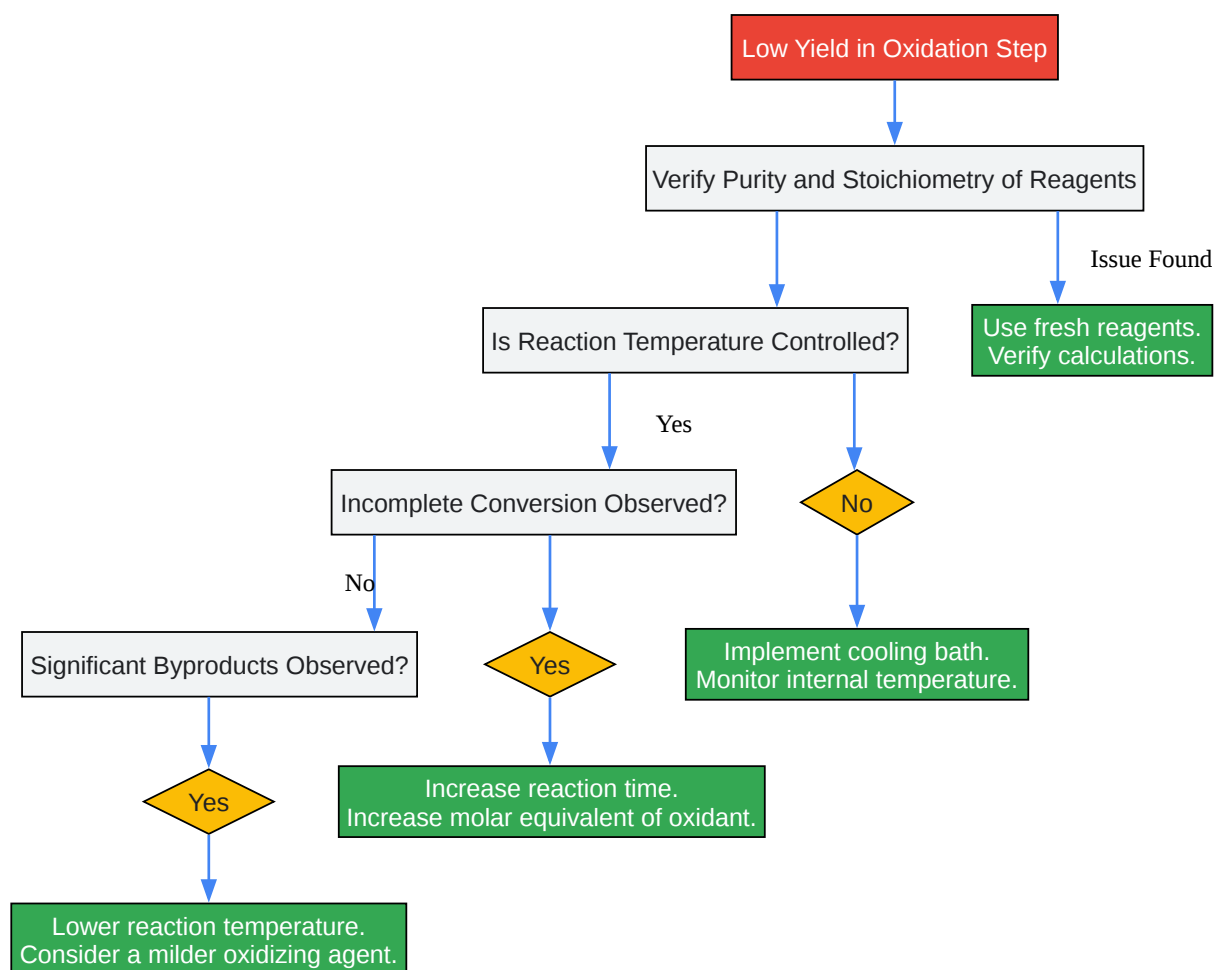 Low Yield in Oxidation Step
Verify Purity and Stoichiometry of Reagents
Issue Found
Use fresh reagents.
Verify calculations.
Is Reaction Temperature Controlled?
Yes
Incomplete Conversion Observed?
No
No
Significant Byproducts Observed?
Yes
Implement cooling bath.
Monitor internal temperature.
Yes
Increase reaction time.
Increase molar equivalent of oxidant.
Lower reaction temperature.
Consider a milder oxidizing agent.